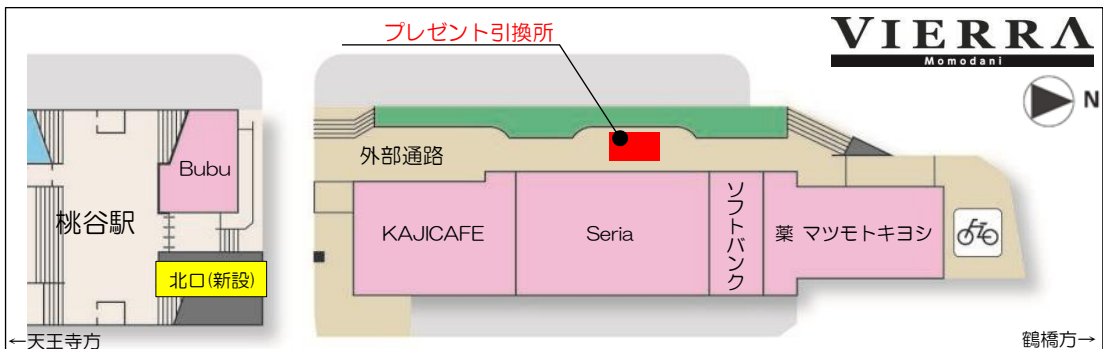 プレゼント引換所
VIERRA
Momodani
N
外部通路
Bubu
桃谷駅
KAJICAFE
Seria
ソフトバンク
薬 マツモトキヨシ
北口(新設)
←天王寺方
鶴橋方→